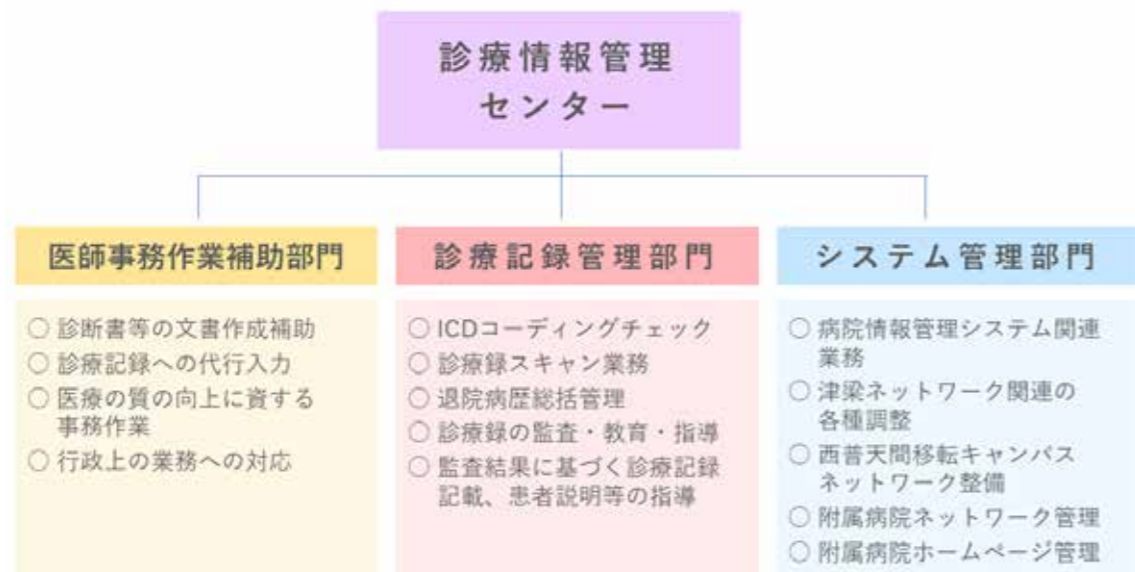 診療情報管理
センター
医師事務作業補助部門
○ 診断書等の文書作成補助
○ 診療記録への代行入力
○ 医療の質の向上に資する
事務作業
○ 行政上の業務への対応
診療記録管理部門
○ ICDコーディングチェック
○ 診療録スキャン業務
○ 退院病歴総括管理
○ 診療録の監査・教育・指導
○ 監査結果に基づく診療記録
記載、患者説明等の指導
システム管理部門
○ 病院情報管理システム関連
業務
○ 津梁ネットワーク関連の
各種調整
○ 西普天間移転キャンパス
ネットワーク整備
○ 附属病院ネットワーク管理
○ 附属病院ホームページ管理